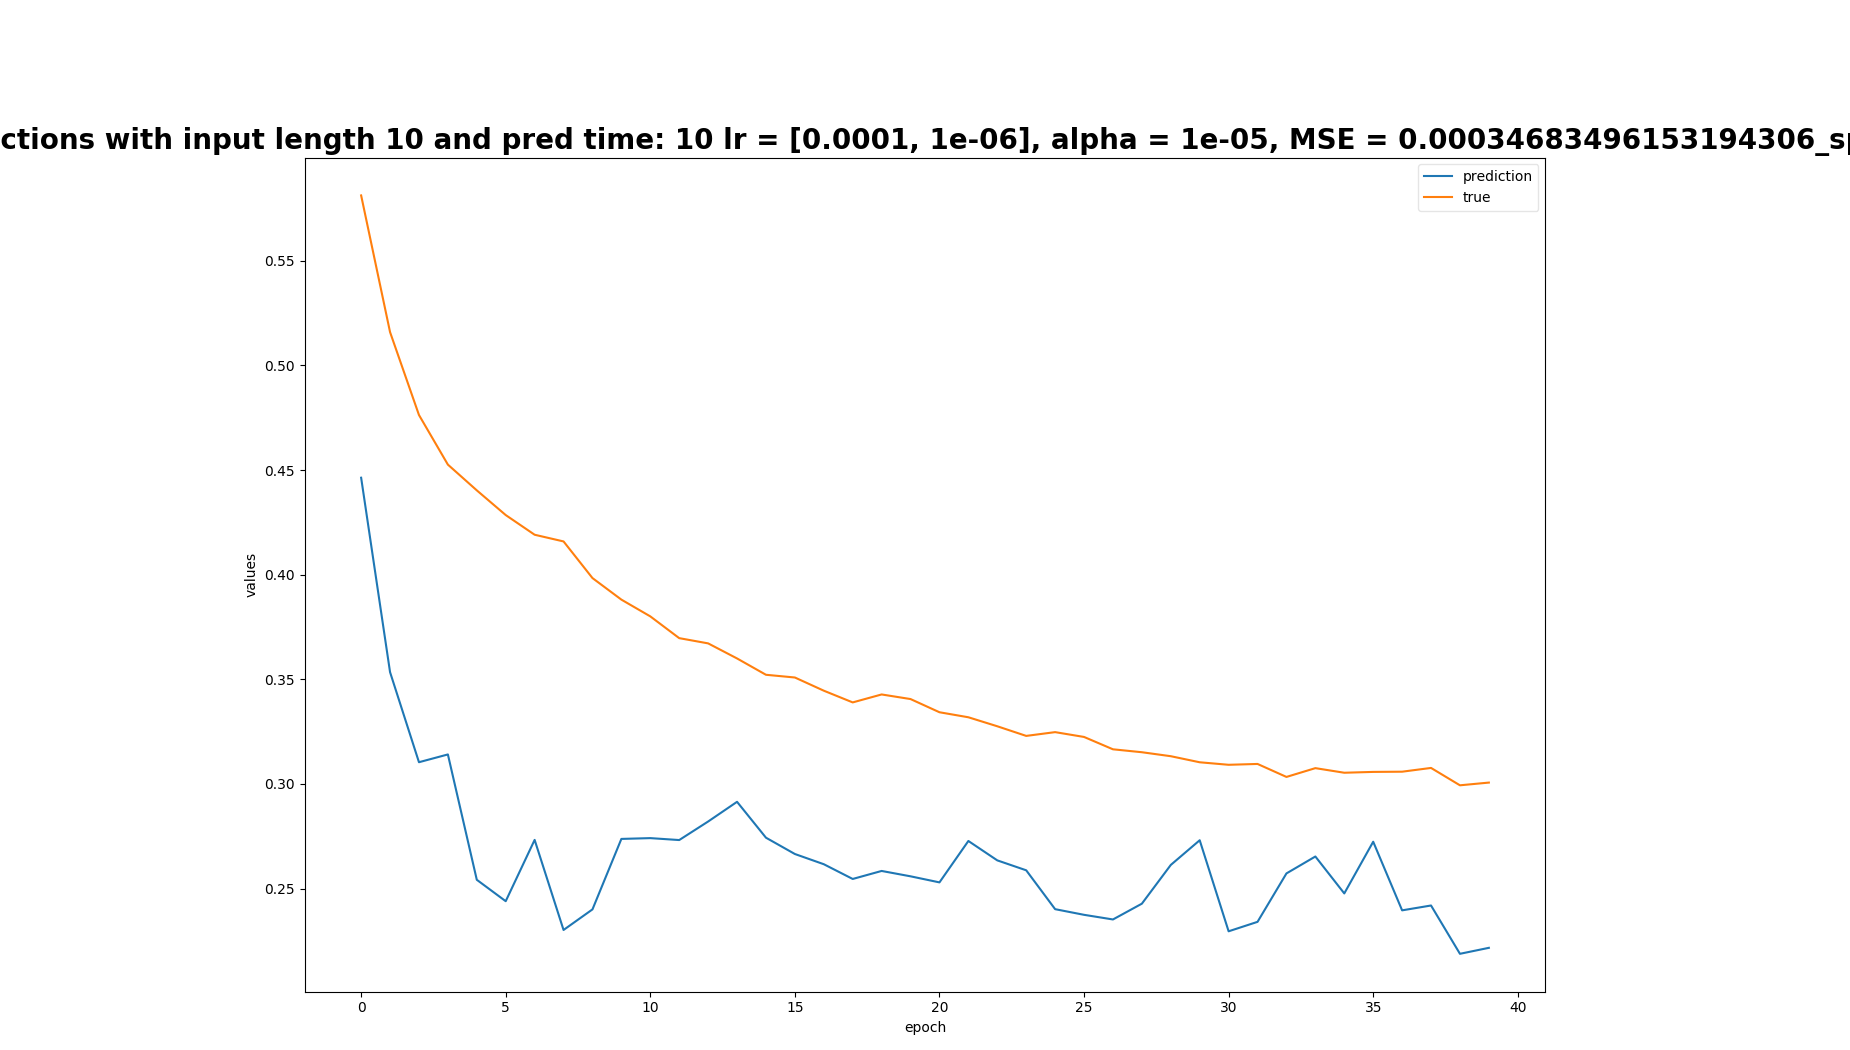 ctions with input length 10 and pred time: 10 lr = [0.0001, 1e-06], alpha = 1e-05, MSE = 0.00034683496153194306_sp
prediction
true
0.55
0.50
0.45
0.40
0.35
0.30
0.25
values
0 5 10 15 20 25 30 35 40
epoch